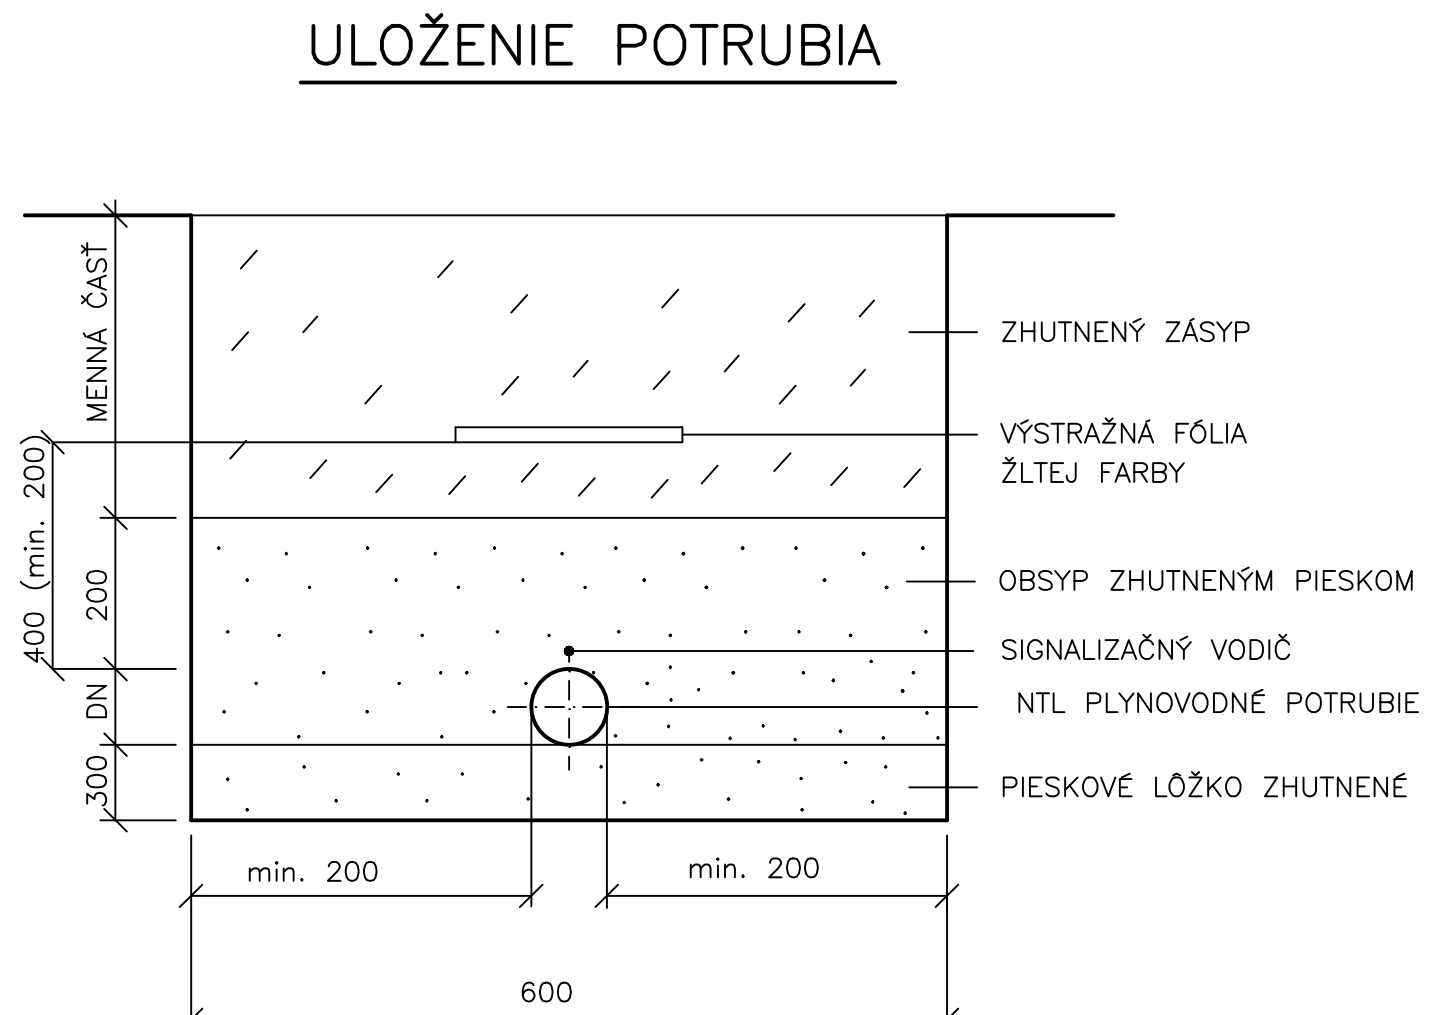 ULOŽENIE POTRUBIA
MENNÁ ČASŤ
ZHUTNENÝ ZÁSYP
VÝSTRAŽNÁ FÓLIA
ŽLTEJ FARBY
400 (min. 200)
200
OBSYP ZHUTNENÝM PIESKOM
SIGNALIZAČNÝ VODIČ
DN
NTL PLYNOVODNÉ POTRUBIE
300
PIESKOVÉ LÔŽKO ZHUTNENÉ
min. 200
min. 200
600